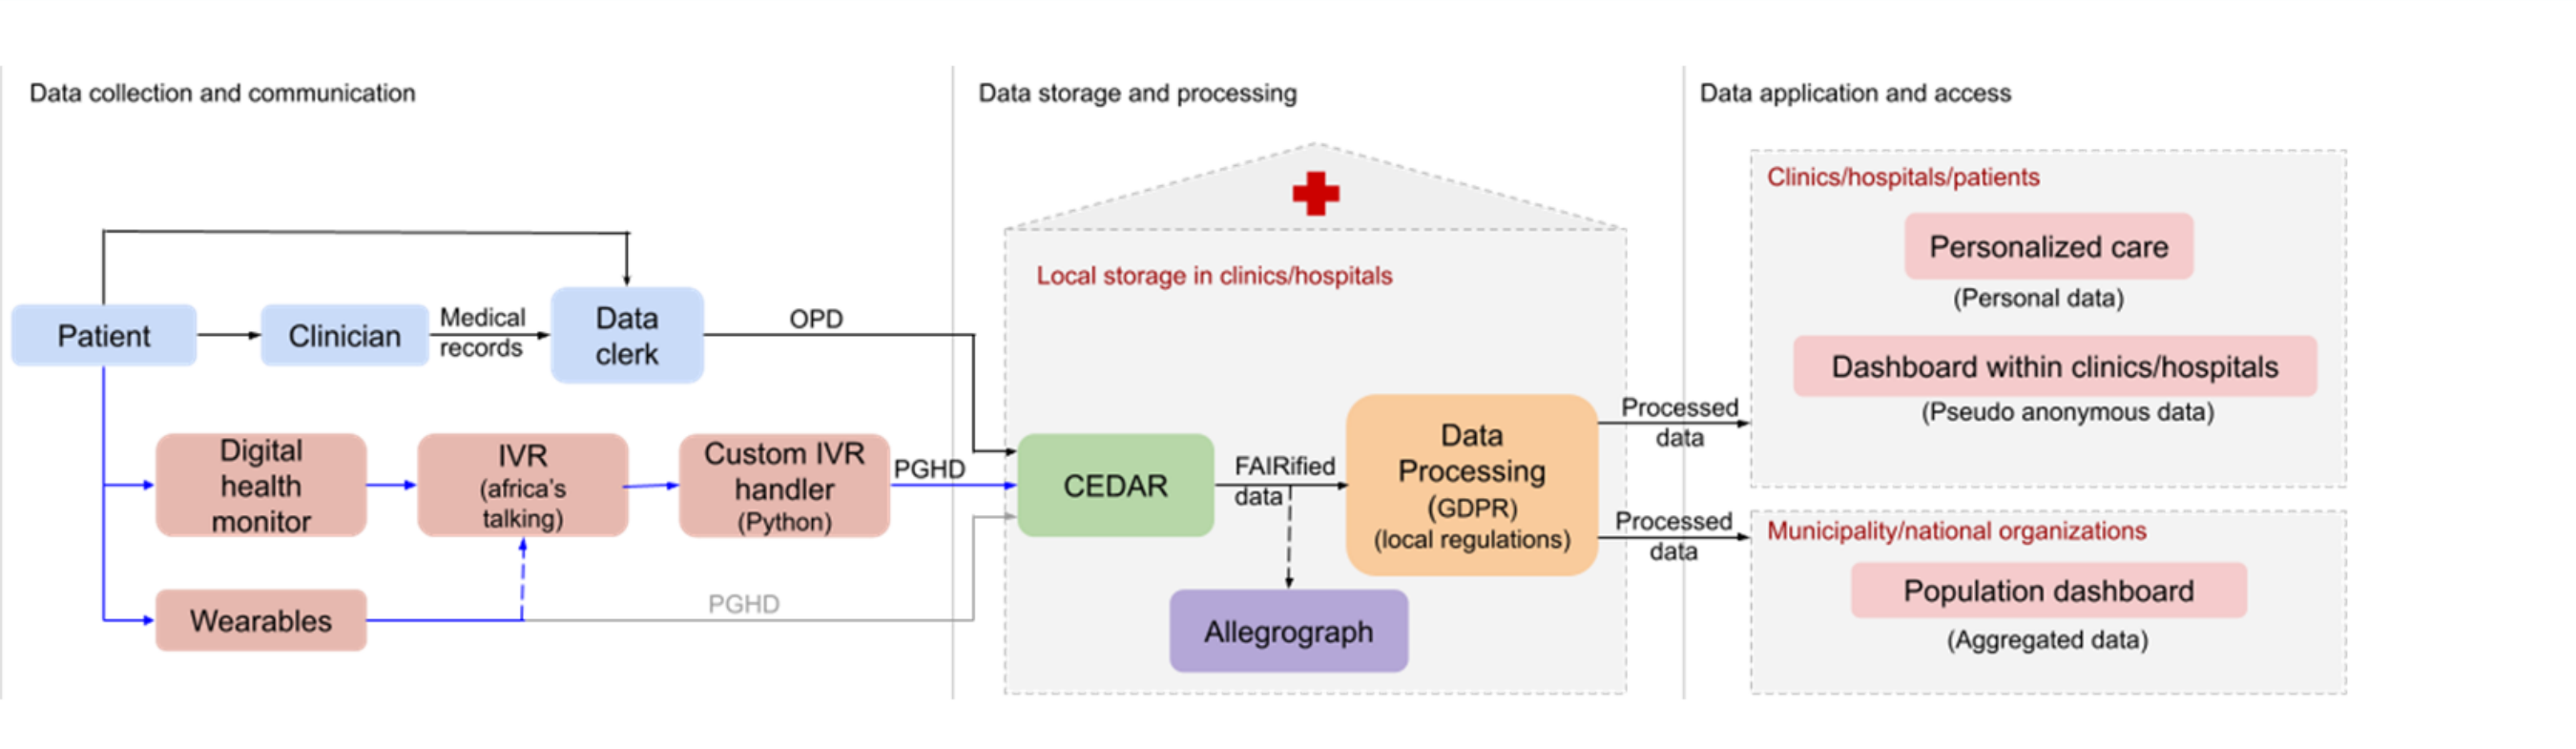 Data collection and communication
Data storage and processing
Data application and access
Clinics/hospitals/patients
Personalized care
(Personal data)
Dashboard within clinics/hospitals
(Pseudo anonymous data)
Local storage in clinics/hospitals
Patient
Clinician
Medical
records
Data
clerk
OPD
Digital
health
monitor
IVR
(africa's
talking)
Custom IVR
handler
(Python)
PGHD
Wearables
PGHD
CEDAR
FAIRified
data
Allegrograph
Data
Processing
(GDPR)
(local regulations)
Processed
data
Processed
data
Municipality/national organizations
Population dashboard
(Aggregated data)